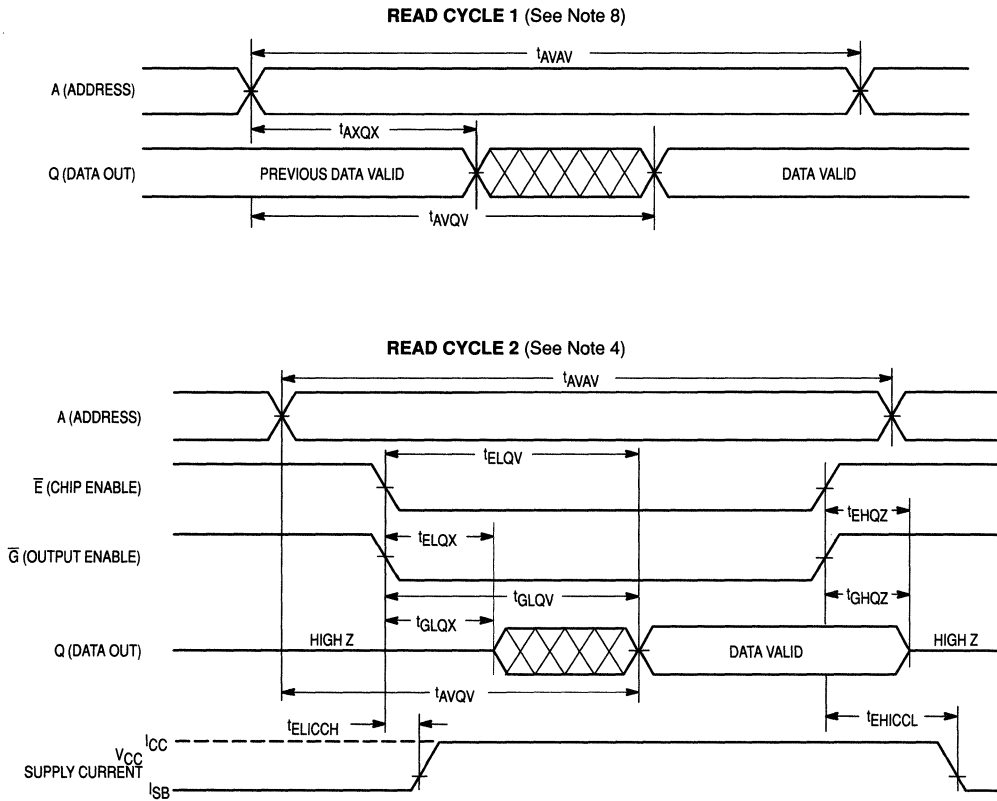 READ CYCLE 1 (See Note 8)
tAVAV
A (ADDRESS)
tAXQX
Q (DATA OUT)
PREVIOUS DATA VALID
DATA VALID
tAVQV
READ CYCLE 2 (See Note 4)
tAVAV
A (ADDRESS)
tELQV
E̅ (CHIP ENABLE)
tEHQZ
tELQX
G̅ (OUTPUT ENABLE)
tGLQV
tGHQZ
tGLQX
Q (DATA OUT)
HIGH Z
DATA VALID
HIGH Z
tAVQV
tELICCH
tEHICCL
ICC
VCC
SUPPLY CURRENT
ISB